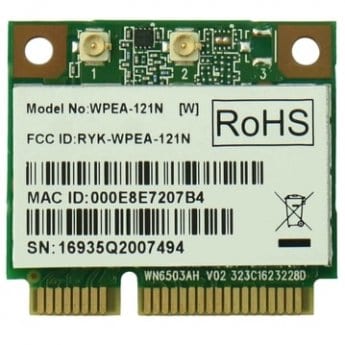 1 2 3
Model No:WPEA-121N [W]
FCC ID:RYK-WPEA-121N
RoHS
MAC ID:000E8E7207B4
SN:16935Q2007494
WN6503AH V02 323C1623228D